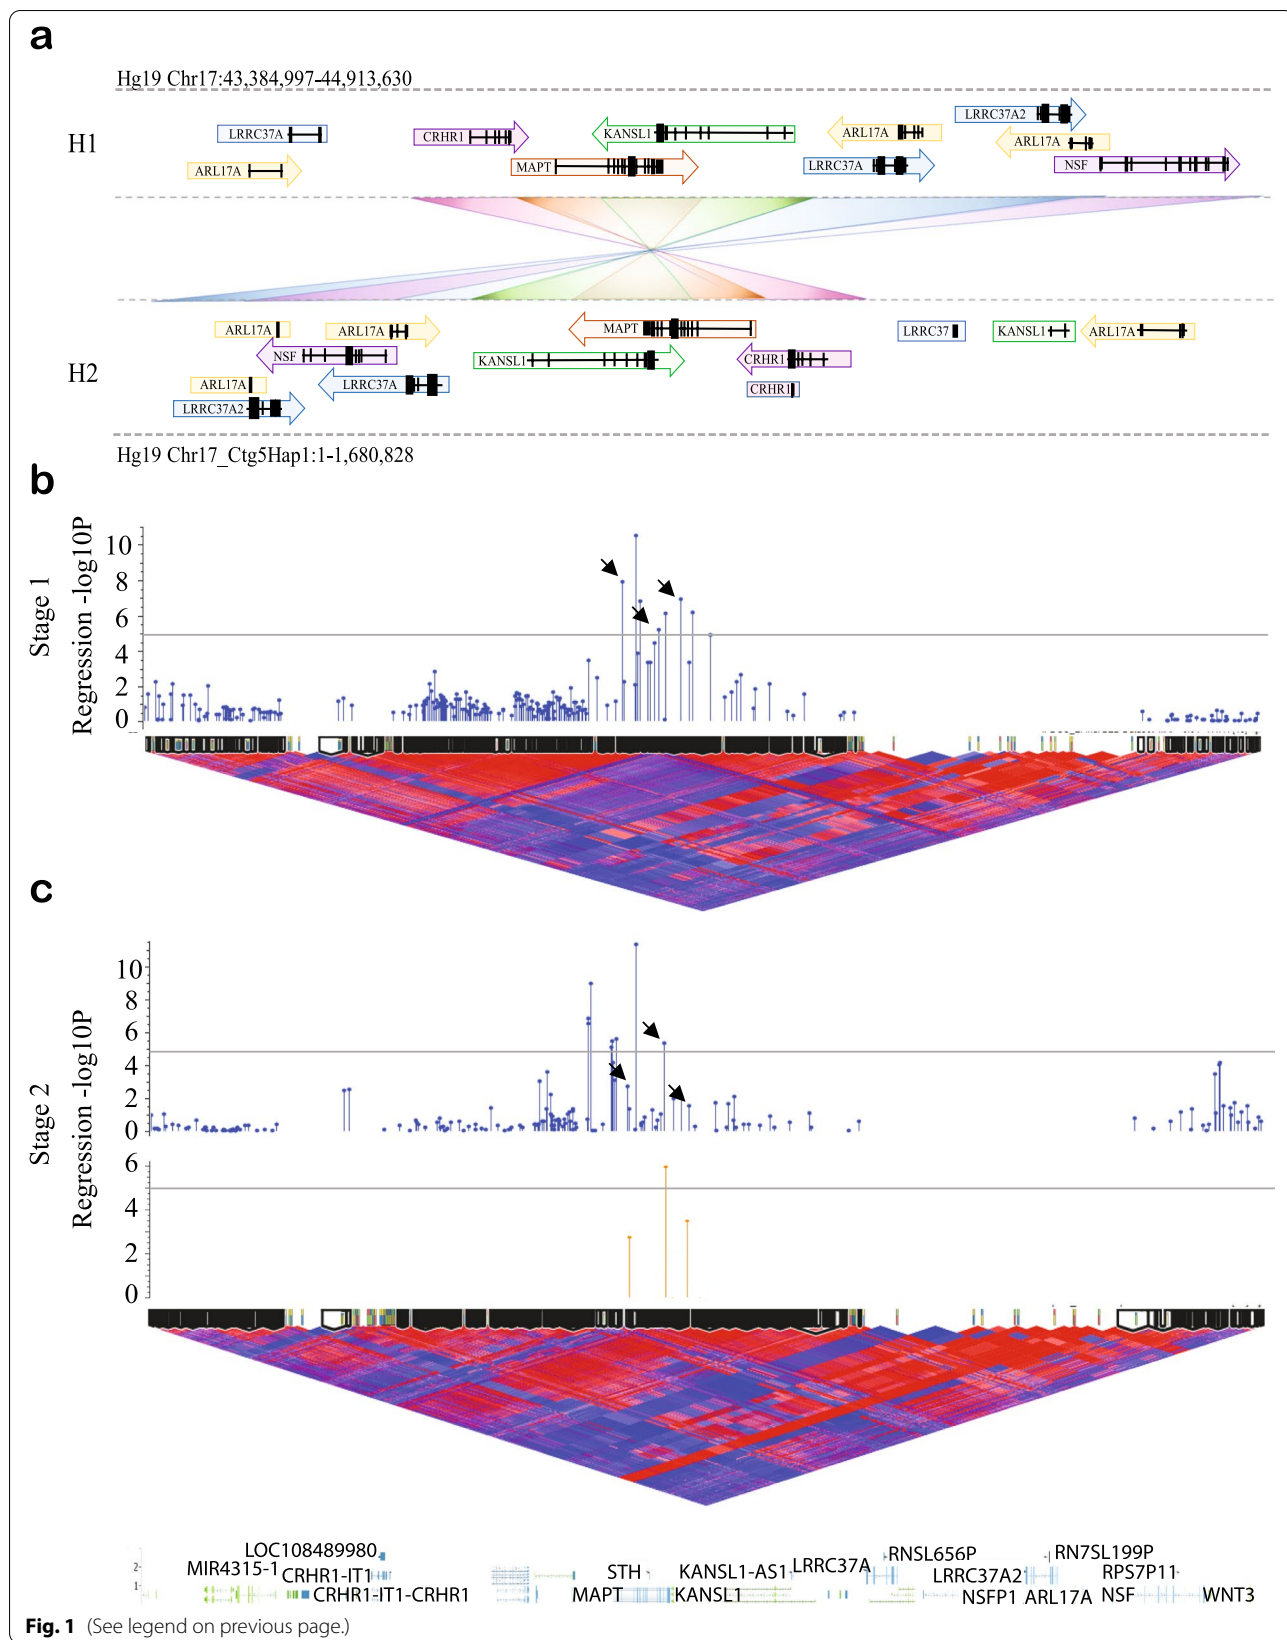 a
Hg19 Chr17:43,384,997-44,913,630
H1
LRRC37A
ARL17A
CRHR1
MAPT
KANSL1
ARL17A
LRRC37A
LRRC37A2
ARL17A
NSF
H2
ARL17A
ARL17A
NSF
ARL17A
LRRC37A
LRRC37A2
MAPT
KANSL1
CRHR1
CRHR1
LRRC37
KANSL1
ARL17A
Hg19 Chr17_Ctg5Hap1:1-1,680,828
b
Stage 1
Regression -log10P
10
8
6
4
2
0
c
Stage 2
Regression -log10P
10
8
6
4
2
0
Regression -log10P
6
4
2
0
2
1
LOC108489980
MIR4315-1
CRHR1-IT1
CRHR1-IT1-CRHR1
STH
MAPT
KANSL1-AS1
KANSL1
LRRC37A
RNSL656P
LRRC37A2
NSFP1
ARL17A
RN7SL199P
RPS7P11
NSF
WNT3
Fig. 1 (See legend on previous page.)